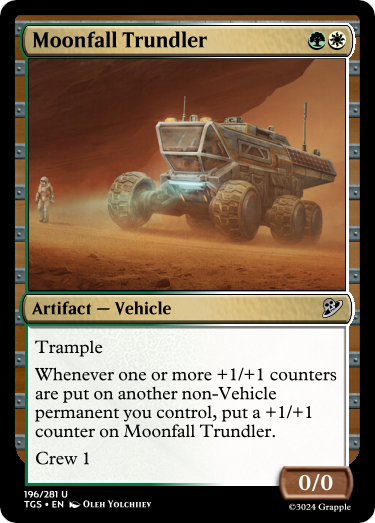 Moonfall Trundler
Artifact — Vehicle
Trample
Whenever one or more +1/+1 counters
are put on another non-Vehicle
permanent you control, put a +1/+1
counter on Moonfall Trundler.
Crew 1
0/0
196/281 U
TGS • EN Oleh Yolchiiev
©3024 Grapple